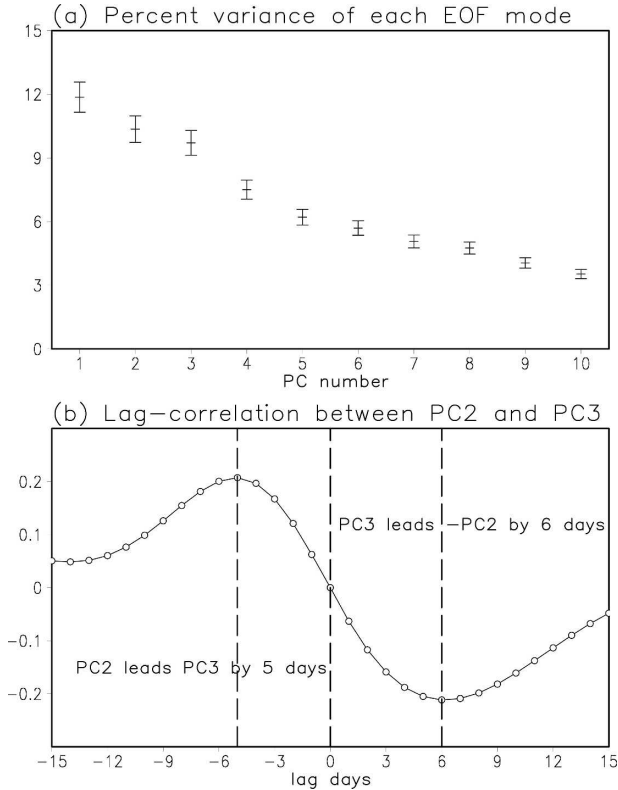 (a) Percent variance of each EOF mode
15
12
9
6
3
0
1 2 3 4 5 6 7 8 9 10
PC number
(b) Lag-correlation between PC2 and PC3
0.2
0.1
0
-0.1
-0.2
PC3 leads -PC2 by 6 days
PC2 leads PC3 by 5 days
-15 -12 -9 -6 -3 0 3 6 9 12 15
lag days